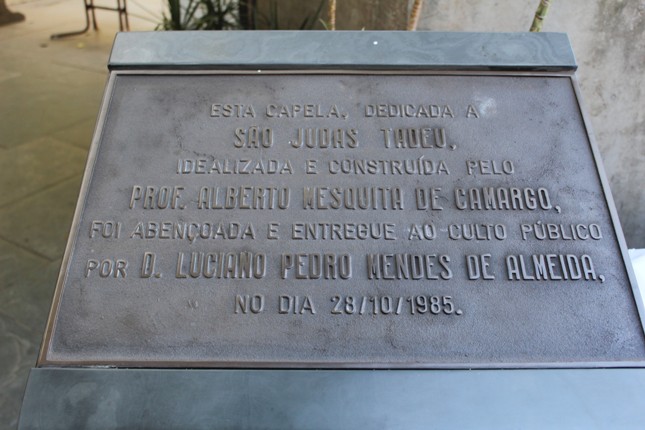 ESTA CAPELA, DEDICADA A
SÃO JUDAS TADEU,
IDEALIZADA E CONSTRUÍDA PELO
PROF. ALBERTO MESQUITA DE CAMARGO,
FOI ABENÇOADA E ENTREGUE AO CULTO PÚBLICO
POR D. LUCIANO PEDRO MENDES DE ALMEIDA,
NO DIA 28/10/1985.